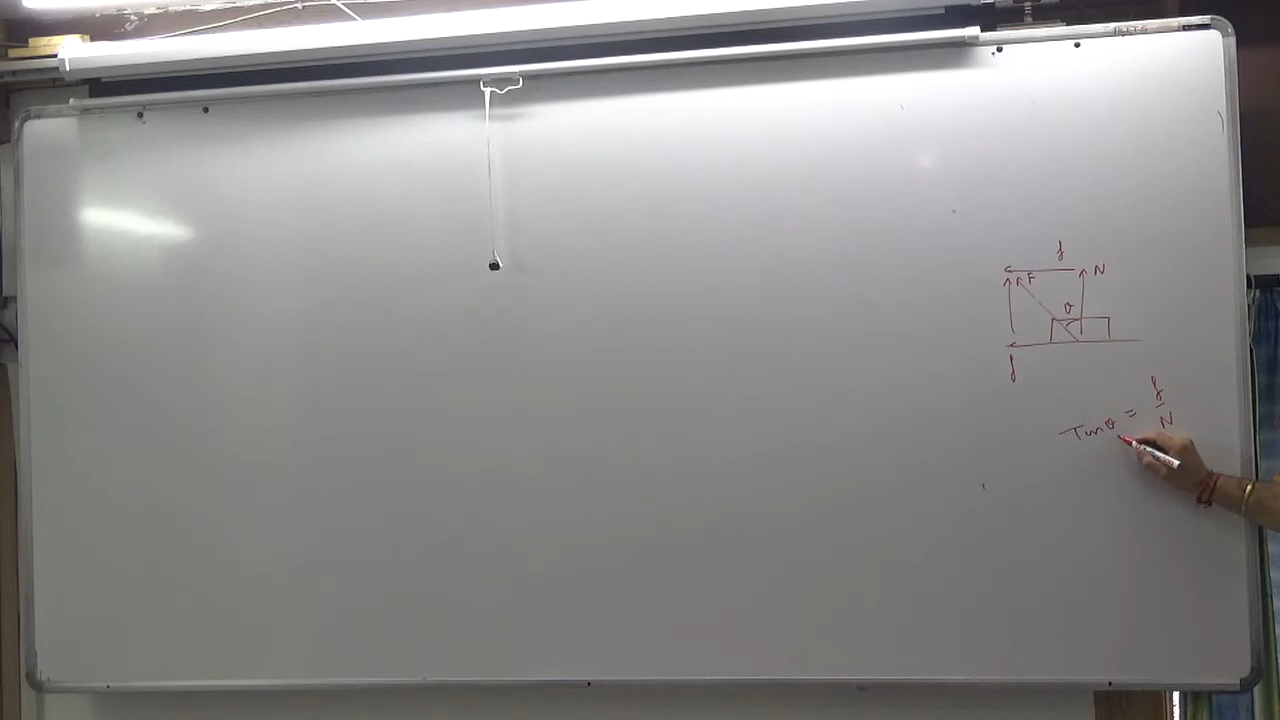 f
N
F
θ
f
Tanθ = f/N